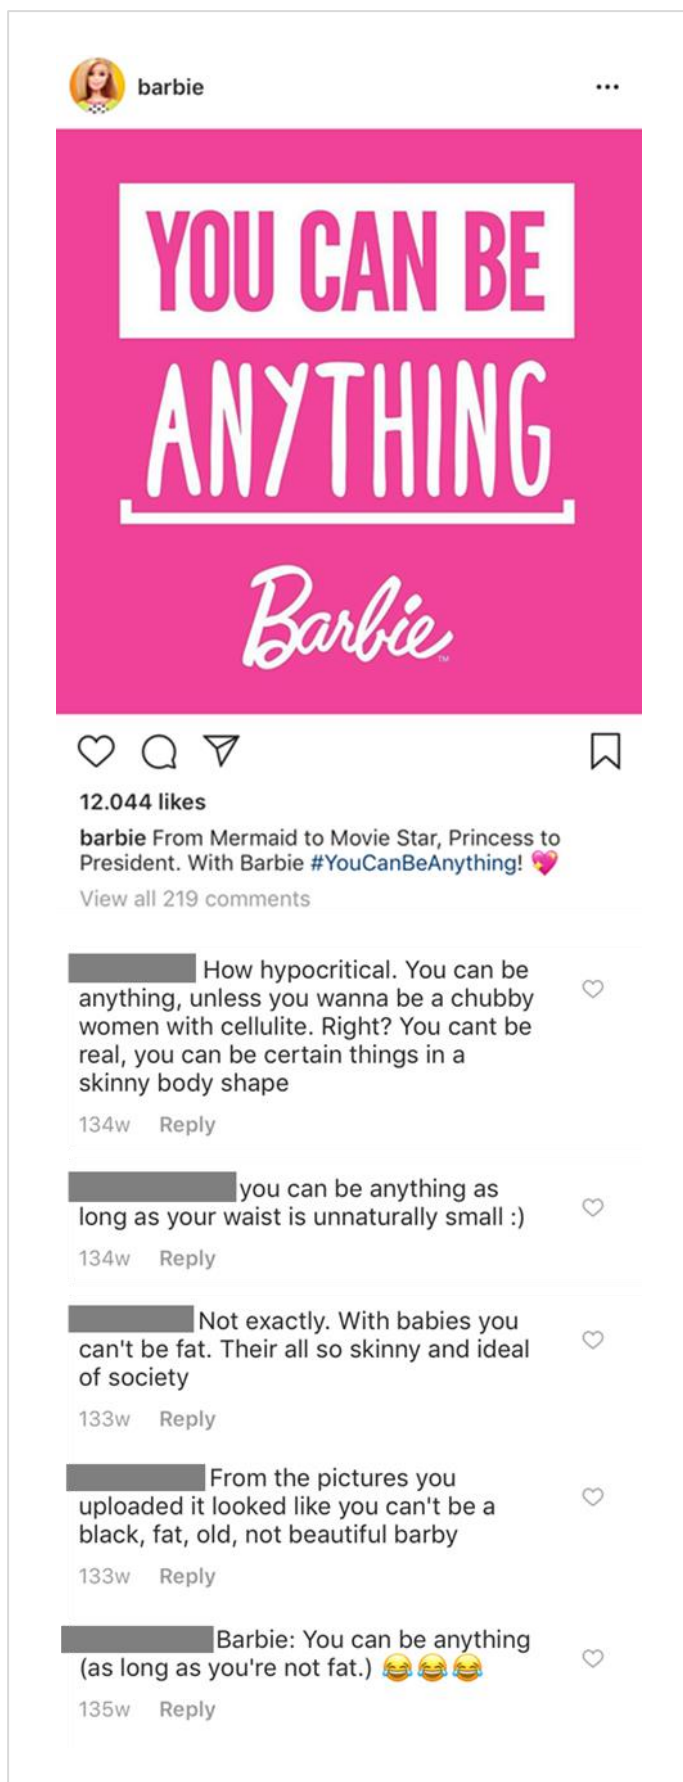 barbie
YOU CAN BE
ANYTHING
Barbie
TM
12.044 likes
barbie From Mermaid to Movie Star, Princess to
President. With Barbie #YouCanBeAnything! 💖
View all 219 comments
How hypocritical. You can be
anything, unless you wanna be a chubby
women with cellulite. Right? You cant be
real, you can be certain things in a
skinny body shape
134w Reply
you can be anything as
long as your waist is unnaturally small :)
134w Reply
Not exactly. With babies you
can't be fat. Their all so skinny and ideal
of society
133w Reply
From the pictures you
uploaded it looked like you can't be a
black, fat, old, not beautiful barby
133w Reply
Barbie: You can be anything
(as long as you're not fat.) 😂😂😂
135w Reply